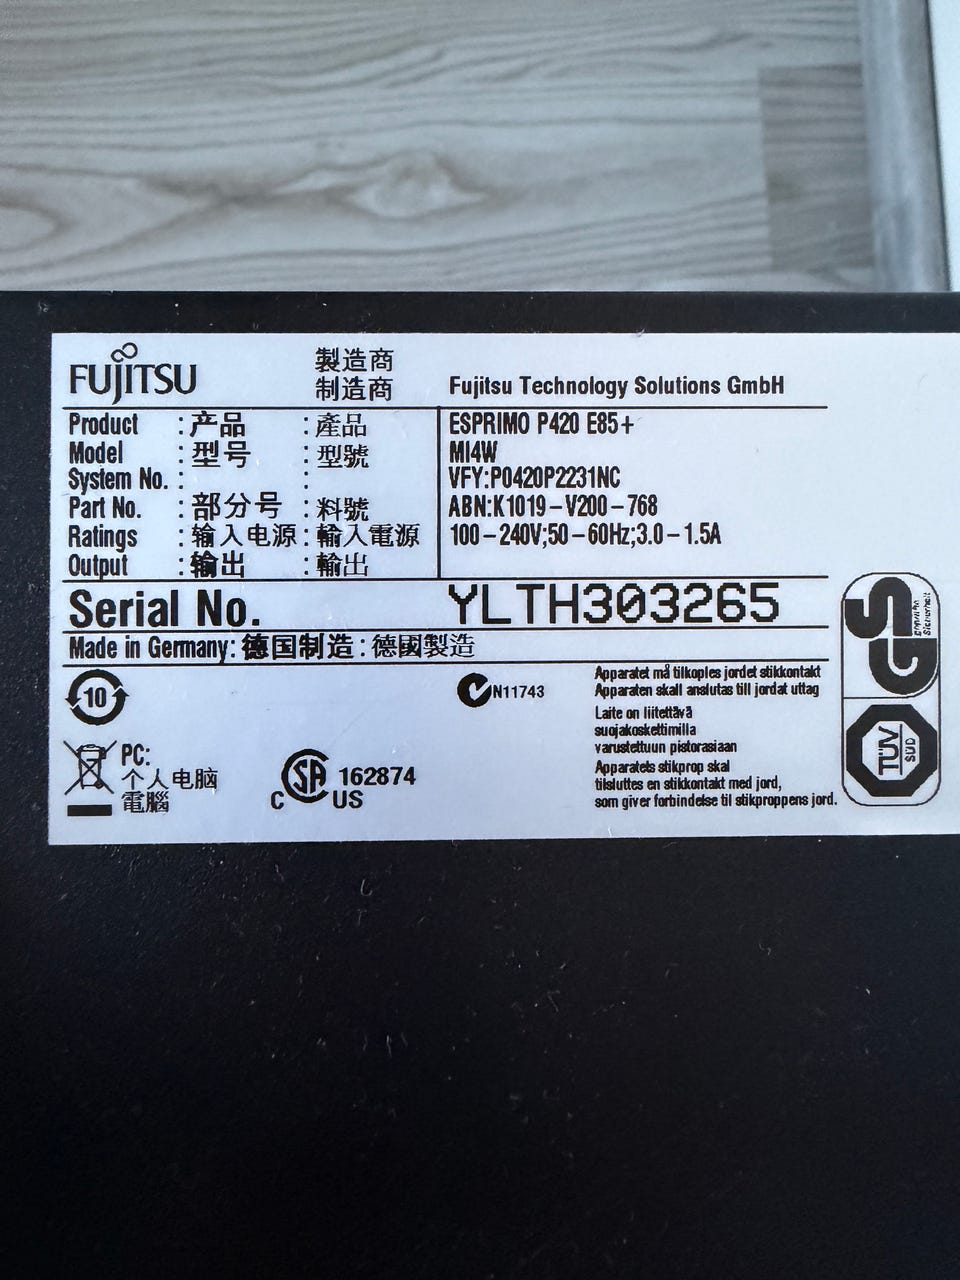 FUJITSU
製造商
制造商
Fujitsu Technology Solutions GmbH
Product : 产品 : 產品 ESPRIMO P420 E85+
Model : 型号 : 型號 MI4W
System No. : : VFY:P0420P2231NC
Part No. : 部分号 : 料號 ABN:K1019-V200-768
Ratings : 输入电源 : 輸入電源 100-240V;50-60Hz;3.0-1.5A
Output : 输出 : 輸出
Serial No. YLTH303265
Made in Germany: 德国制造 : 德國製造
10
N11743
Apparatet må tilkoples jordet stikkontakt
Apparaten skall anslutas till jordat uttag
Laite on liitettävä
suojakoskettimilla
varustettuun pistorasiaan
Apparatets stikprop skal
tilsluttes en stikkontakt med jord,
som giver forbindelse til stikproppens jord.
PC:
个人电脑
電腦
C SA US 162874
GS
geprüfte
Sicherheit
TÜV
SÜD